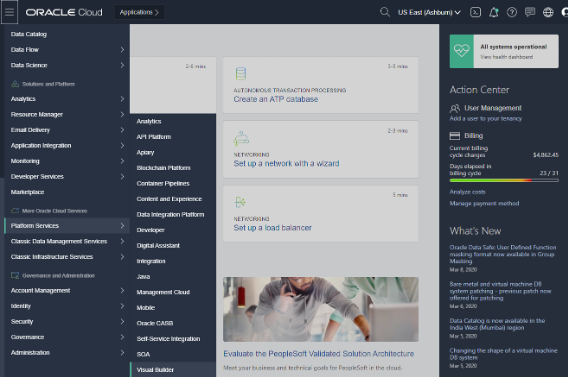 ORACLE Cloud
Applications >
US East (Ashburn)
Data Catalog
Data Flow
Data Science
Solutions and Platform
Analytics
Resource Manager
Email Delivery
Application Integration
Monitoring
Developer Services
Marketplace
More Oracle Cloud Services
Platform Services
Classic Data Management Services
Classic Infrastructure Services
Governance and Administration
Account Management
Identity
Security
Governance
Administration
Analytics
API Platform
Apiary
Blockchain Platform
Container Pipelines
Content and Experience
Data Integration Platform
Developer
Digital Assistant
Integration
Java
Management Cloud
Mobile
Oracle CASB
Self-Service Integration
SOA
Visual Builder
3-5 mins
AUTONOMOUS TRANSACTION PROCESSING
Create an ATP database
2-3 mins
NETWORKING
Set up a network with a wizard
5 mins
NETWORKING
Set up a load balancer
Evaluate the PeopleSoft Validated Solution Architecture
Meet your business and technical goals for PeopleSoft in the cloud.
All systems operational
View health dashboard
Action Center
User Management
Add a user to your tenancy
Billing
Current billing
cycle charges
$4,862.45
Days elapsed in
billing cycle
23 / 31
Analyze costs
Manage payment method
What's New
Oracle Data Safe: User Defined Function
masking format now available in Group
Masking
Mar 8, 2020
Bare metal and virtual machine DB
system patching - previous patch now
offered for patching
Mar 6, 2020
Data Catalog is now available in the
India West (Mumbai) region
Mar 5, 2020
Changing the shape of a virtual machine
DB system
Mar 5, 2020